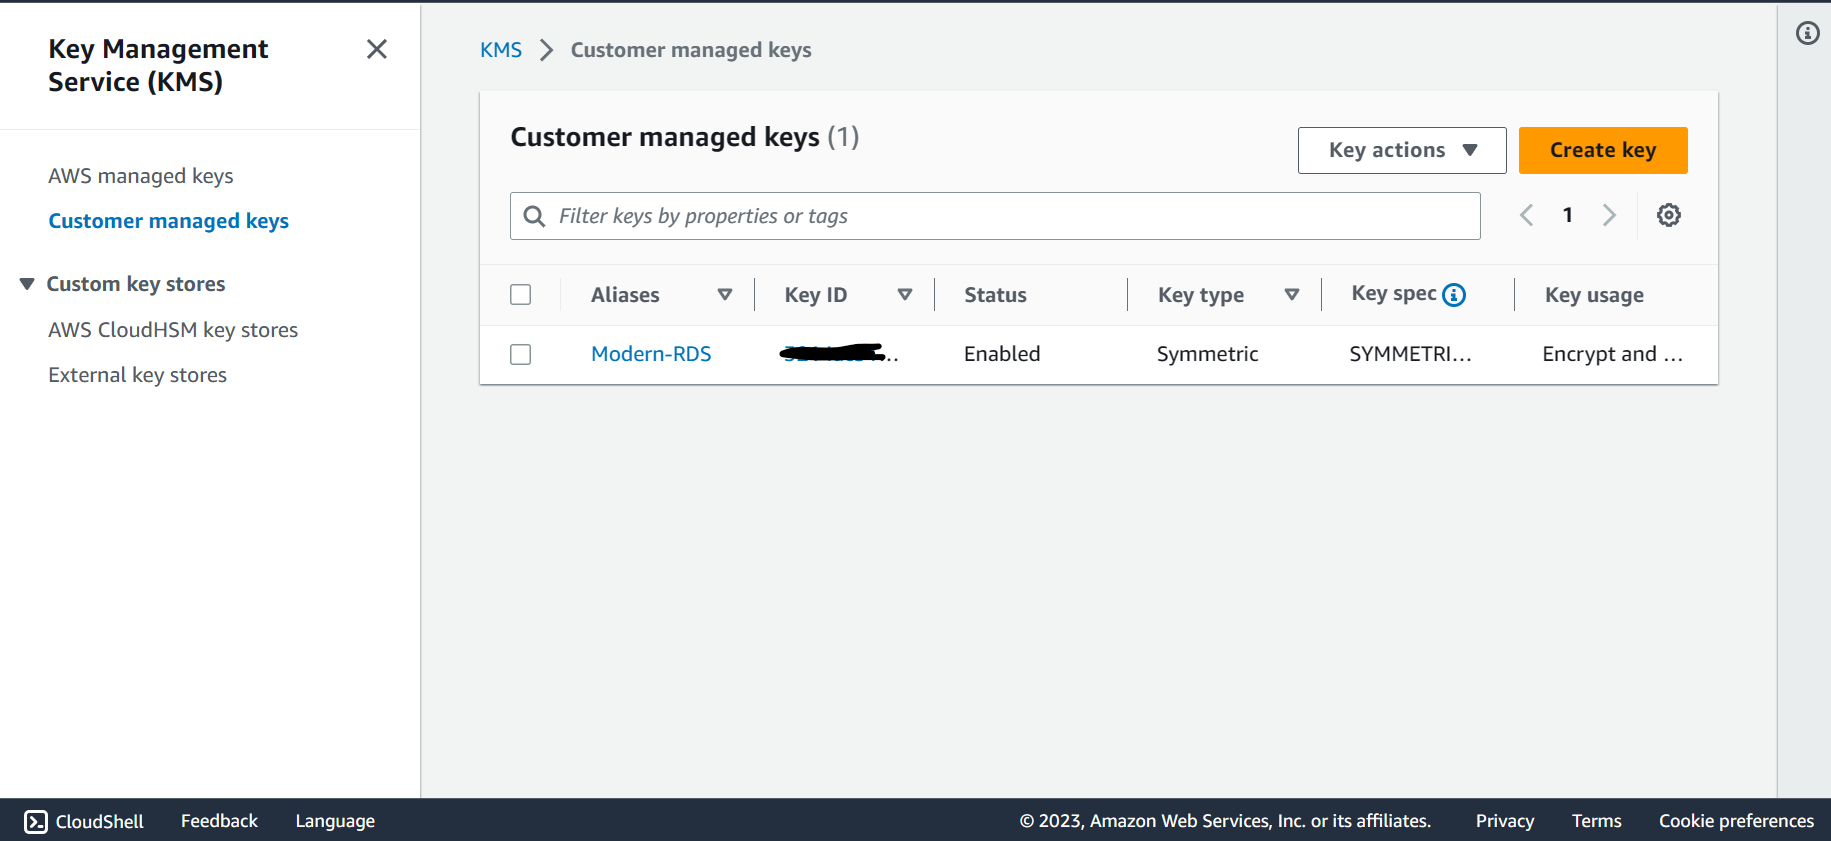 Key Management
Service (KMS)
AWS managed keys
Customer managed keys
Custom key stores
AWS CloudHSM key stores
External key stores
KMS > Customer managed keys
Customer managed keys (1)
Key actions
Create key
Filter keys by properties or tags
1
Aliases Key ID Status Key type Key spec Key usage
Modern-RDS ... Enabled Symmetric SYMMETRI... Encrypt and ...
CloudShell Feedback Language © 2023, Amazon Web Services, Inc. or its affiliates. Privacy Terms Cookie preferences